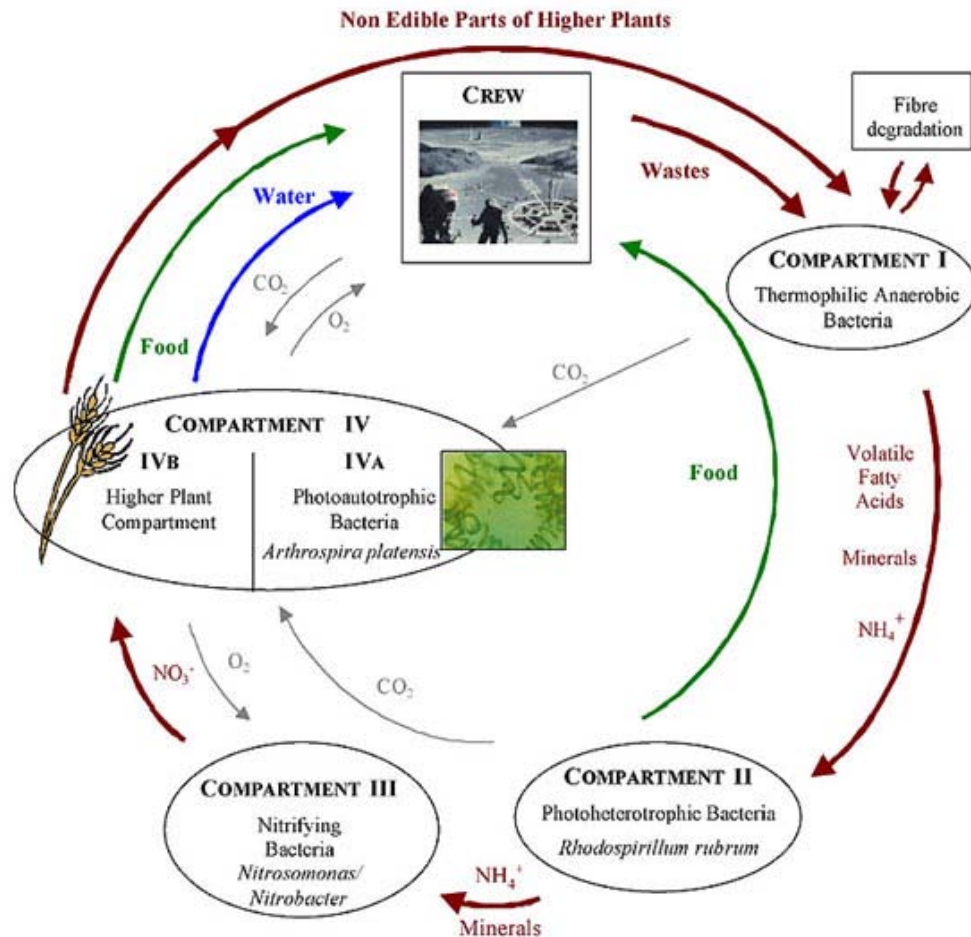 Non Edible Parts of Higher Plants
CREW
Fibre
degradation
Wastes
Water
CO2
O2
Food
COMPARTMENT I
Thermophilic Anaerobic
Bacteria
CO2
COMPARTMENT IV
IVB
Higher Plant
Compartment
IVA
Photoautotrophic
Bacteria
Arthrospira platensis
Food
Volatile
Fatty
Acids
Minerals
NH4+
NO3-
O2
CO2
COMPARTMENT III
Nitrifying
Bacteria
Nitrosomonas/
Nitrobacter
COMPARTMENT II
Photoheterotrophic Bacteria
Rhodospirillum rubrum
NH4+
Minerals